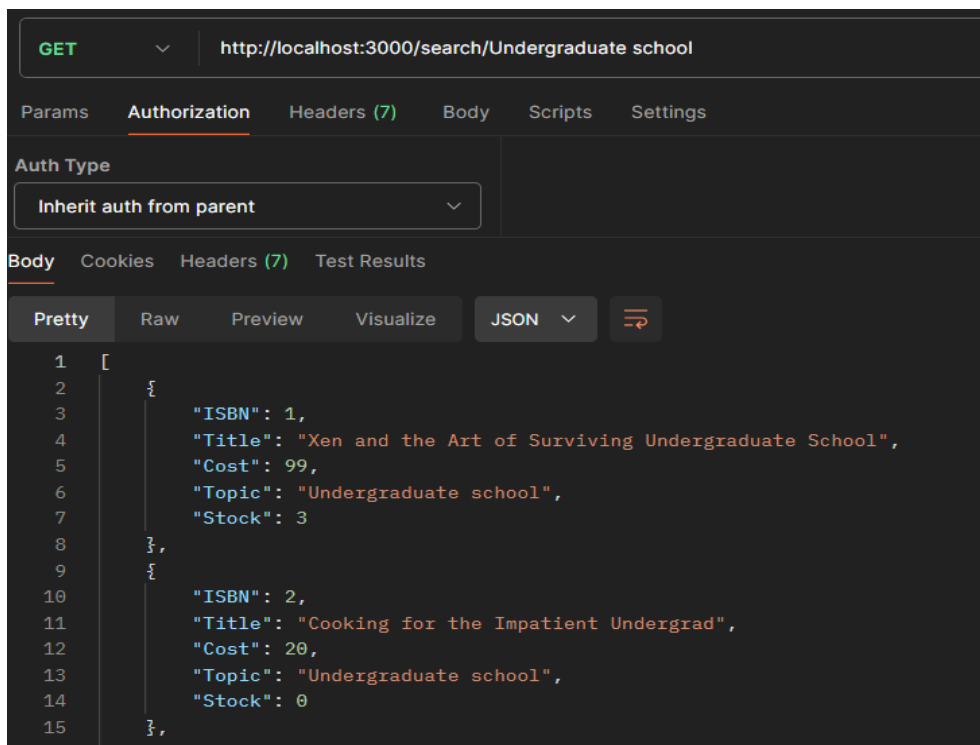 GET http://localhost:3000/search/Undergraduate school
Params Authorization Headers (7) Body Scripts Settings
Auth Type
Inherit auth from parent
Body Cookies Headers (7) Test Results
Pretty Raw Preview Visualize JSON
1 [
2 {
3 "ISBN": 1,
4 "Title": "Xen and the Art of Surviving Undergraduate School",
5 "Cost": 99,
6 "Topic": "Undergraduate school",
7 "Stock": 3
8 },
9 {
10 "ISBN": 2,
11 "Title": "Cooking for the Impatient Undergrad",
12 "Cost": 20,
13 "Topic": "Undergraduate school",
14 "Stock": 0
15 },